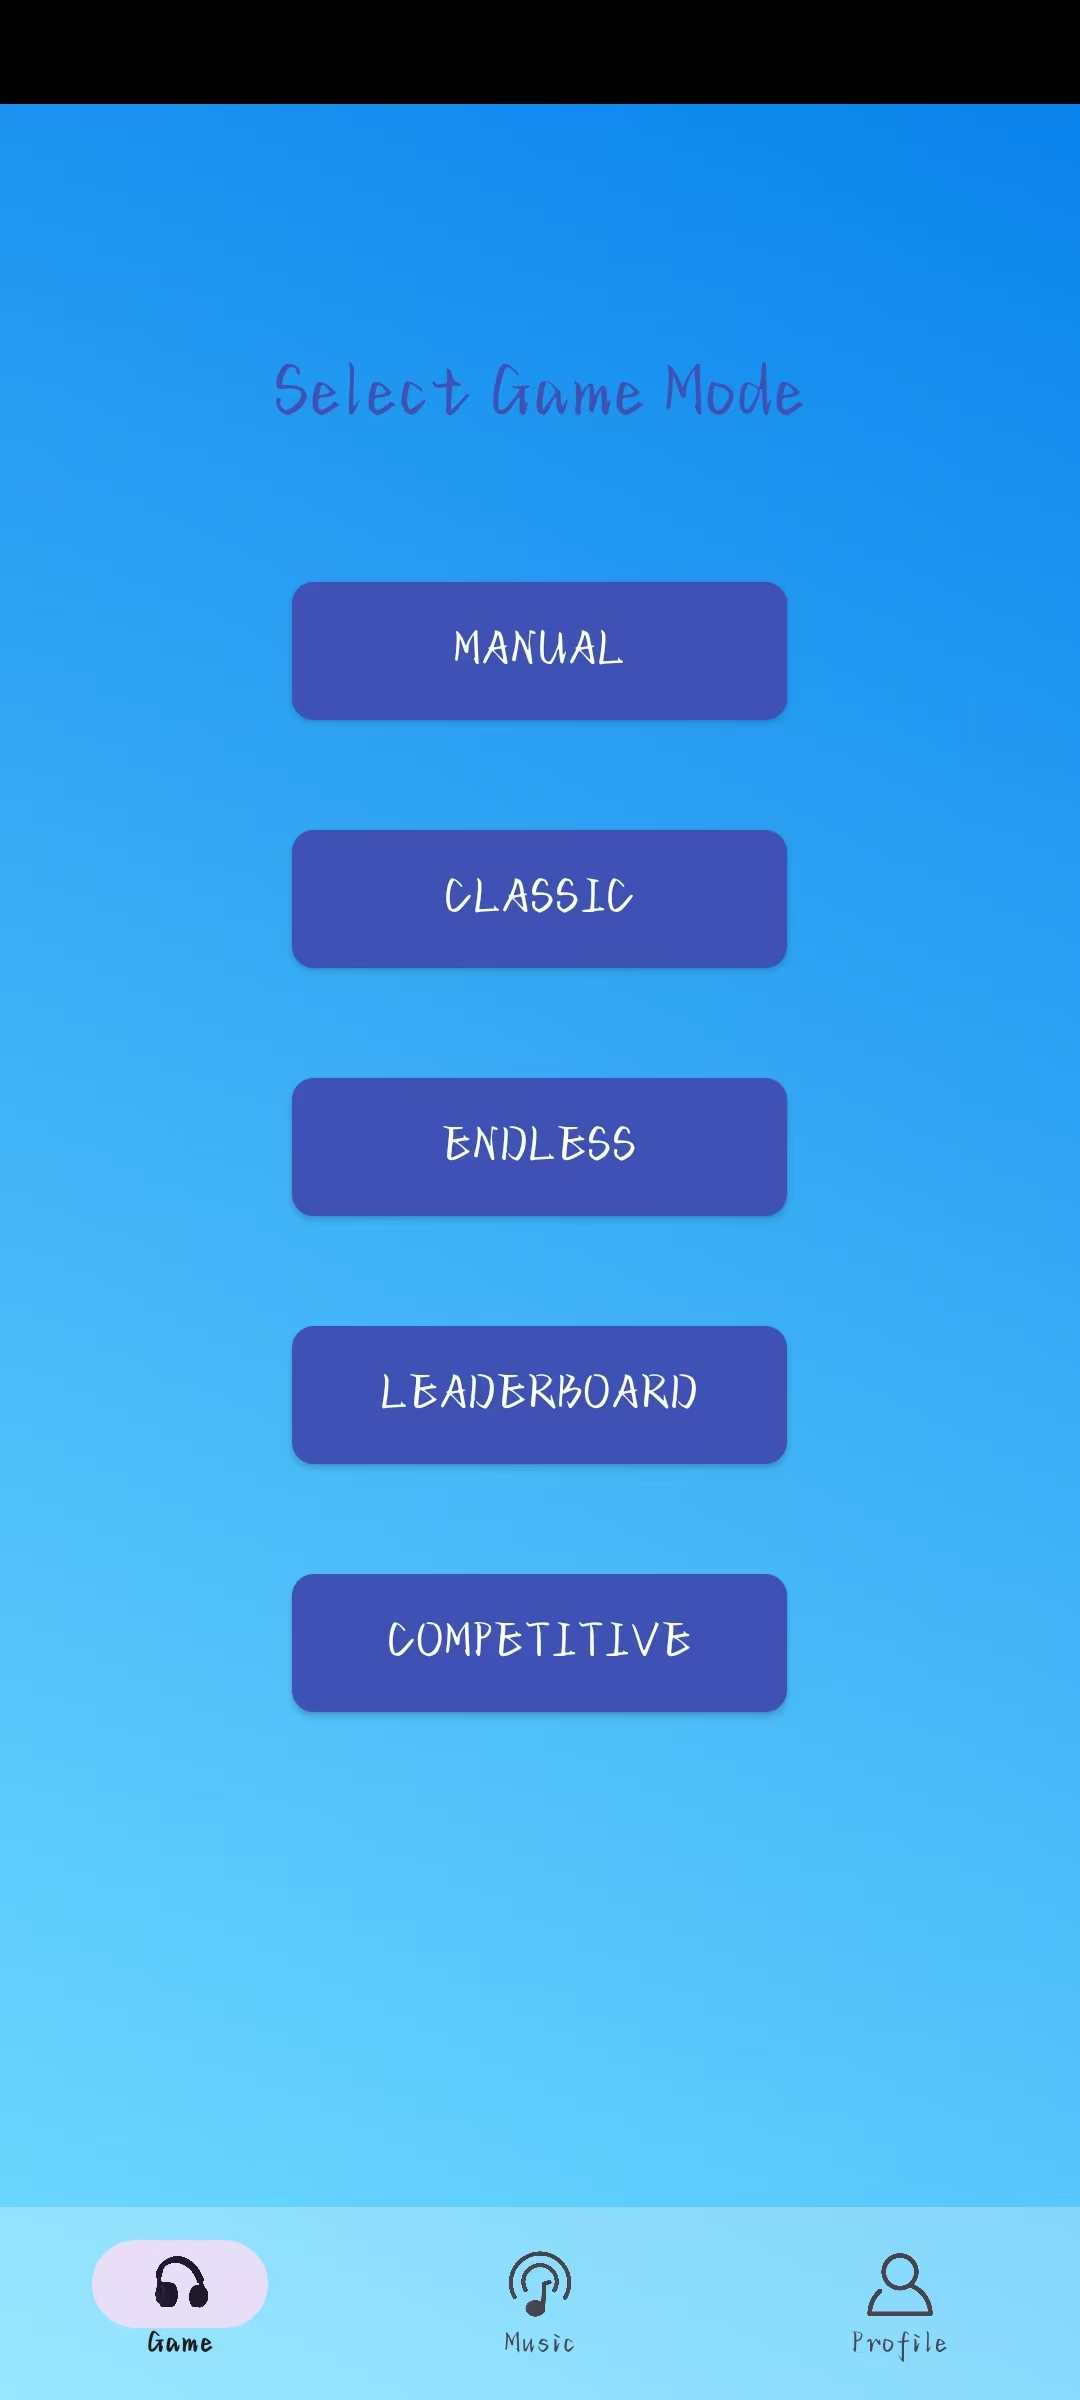 Select Game Mode
MANUAL
CLASSIC
ENDLESS
LEADERBOARD
COMPETITIVE
Game
Music
Profile